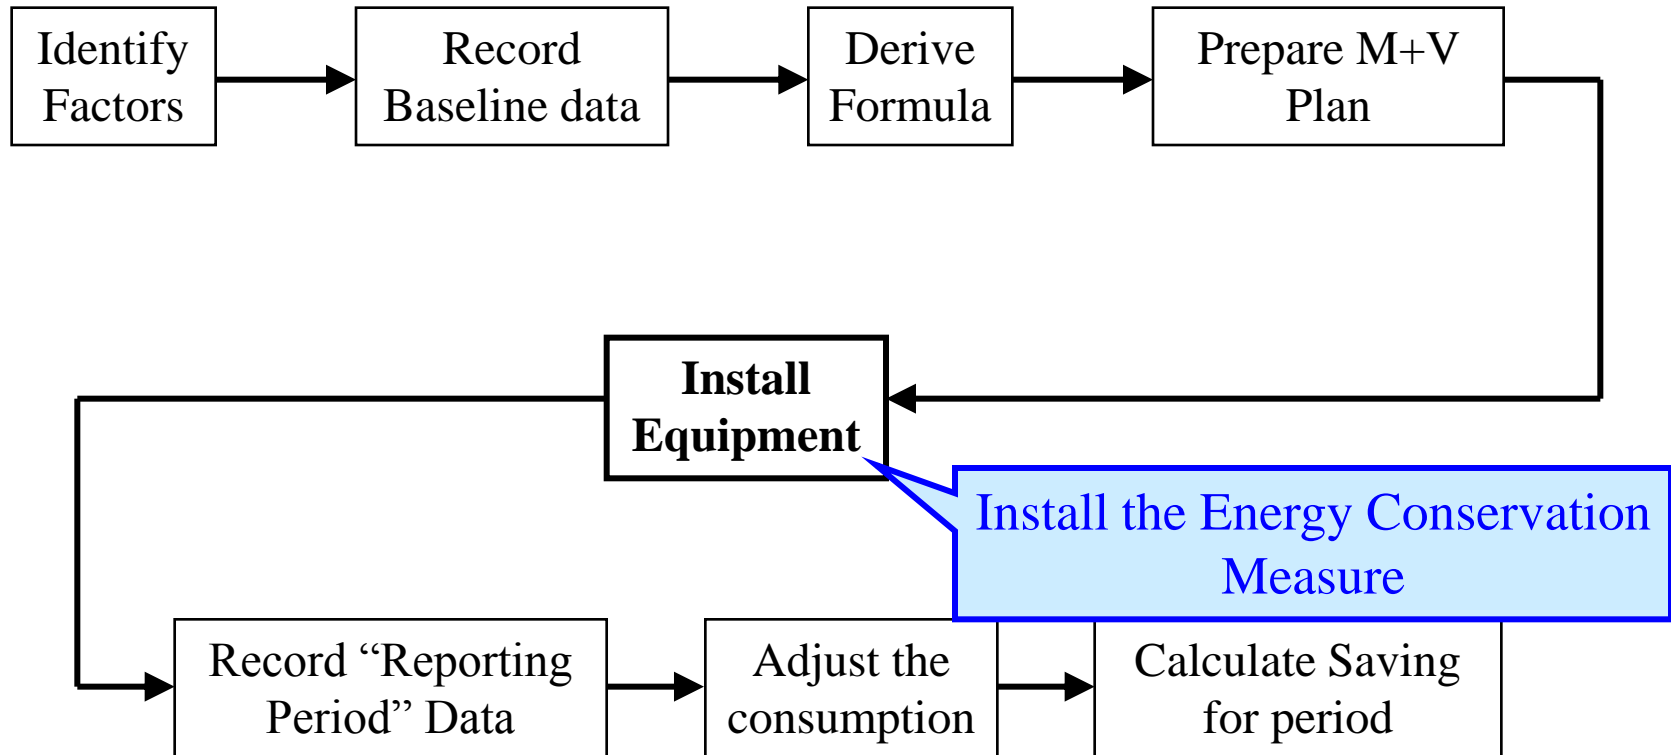 Identify
Factors
Record
Baseline data
Derive
Formula
Prepare M+V
Plan
Install
Equipment
Install the Energy Conservation
Measure
Record “Reporting
Period” Data
Adjust the
consumption
Calculate Saving
for period